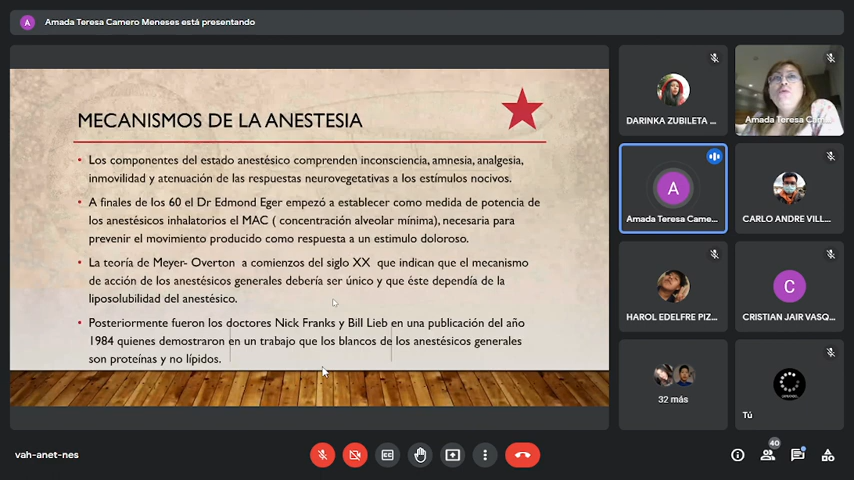 A Amada Teresa Camero Meneses está presentando
MECANISMOS DE LA ANESTESIA
• Los componentes del estado anestésico comprenden inconsciencia, amnesia, analgesia,
inmovilidad y atenuación de las respuestas neurovegetativas a los estímulos nocivos.
• A finales de los 60 el Dr Edmond Eger empezó a establecer como medida de potencia de
los anestésicos inhalatorios el MAC ( concentración alveolar mínima), necesaria para
prevenir el movimiento producido como respuesta a un estimulo doloroso.
• La teoría de Meyer- Overton a comienzos del siglo XX que indican que el mecanismo
de acción de los anestésicos generales debería ser único y que éste dependía de la
liposolubilidad del anestésico.
• Posteriormente fueron los doctores Nick Franks y Bill Lieb en una publicación del año
1984 quienes demostraron en un trabajo que los blancos de los anestésicos generales
son proteínas y no lípidos.
DARINKA ZUBILETA ...
Amada Teresa Cam...
A
Amada Teresa Came...
CARLO ANDRE VILL...
HAROL EDELFRE PIZ...
C
CRISTIAN JAIR VASQ...
32 más
Tú
vah-anet-nes
CC
40